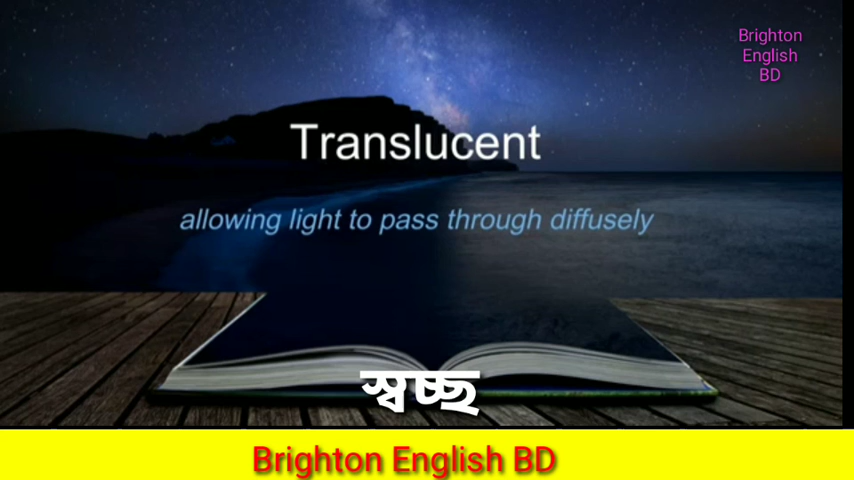 Brighton
English
BD
Translucent
allowing light to pass through diffusely
স্বচ্ছ
Brighton English BD